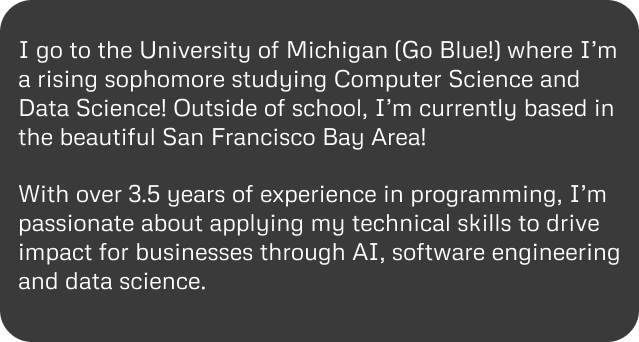 I go to the University of Michigan (Go Blue!) where I'm
a rising sophomore studying Computer Science and
Data Science! Outside of school, I'm currently based in
the beautiful San Francisco Bay Area!
With over 3.5 years of experience in programming, I'm
passionate about applying my technical skills to drive
impact for businesses through AI, software engineering
and data science.